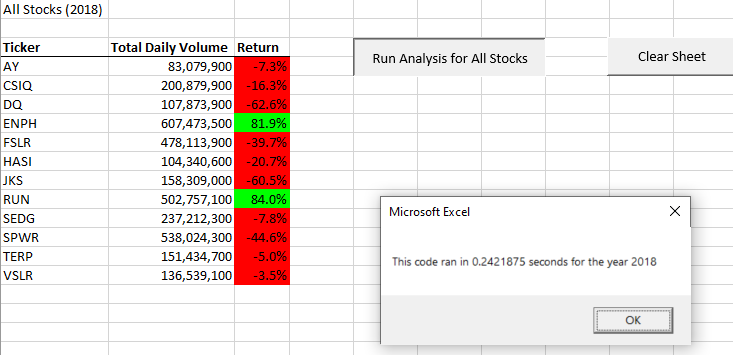 All Stocks (2018)
Ticker Total Daily Volume Return
AY 83,079,900 -7.3%
CSIQ 200,879,900 -16.3%
DQ 107,873,900 -62.6%
ENPH 607,473,500 81.9%
FSLR 478,113,900 -39.7%
HASI 104,340,600 -20.7%
JKS 158,309,000 -60.5%
RUN 502,757,100 84.0%
SEDG 237,212,300 -7.8%
SPWR 538,024,300 -44.6%
TERP 151,434,700 -5.0%
VSLR 136,539,100 -3.5%
Run Analysis for All Stocks
Clear Sheet
Microsoft Excel
This code ran in 0.2421875 seconds for the year 2018
OK